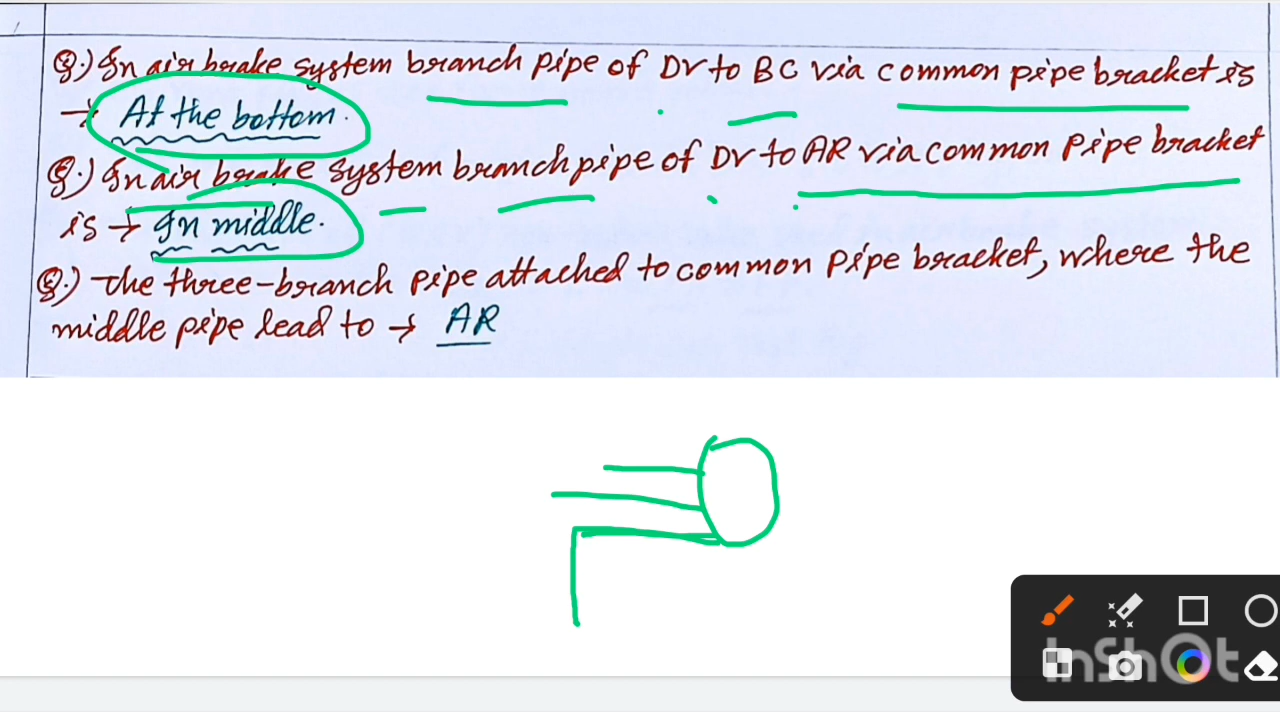 Q.) In air brake system branch pipe of DV to BC via common pipe bracket is
→ At the bottom.
Q.) In air brake system branch pipe of DV to AR via common pipe bracket
is → In middle.
Q.) The three-branch pipe attached to common pipe bracket, where the
middle pipe lead to → AR
InShOt